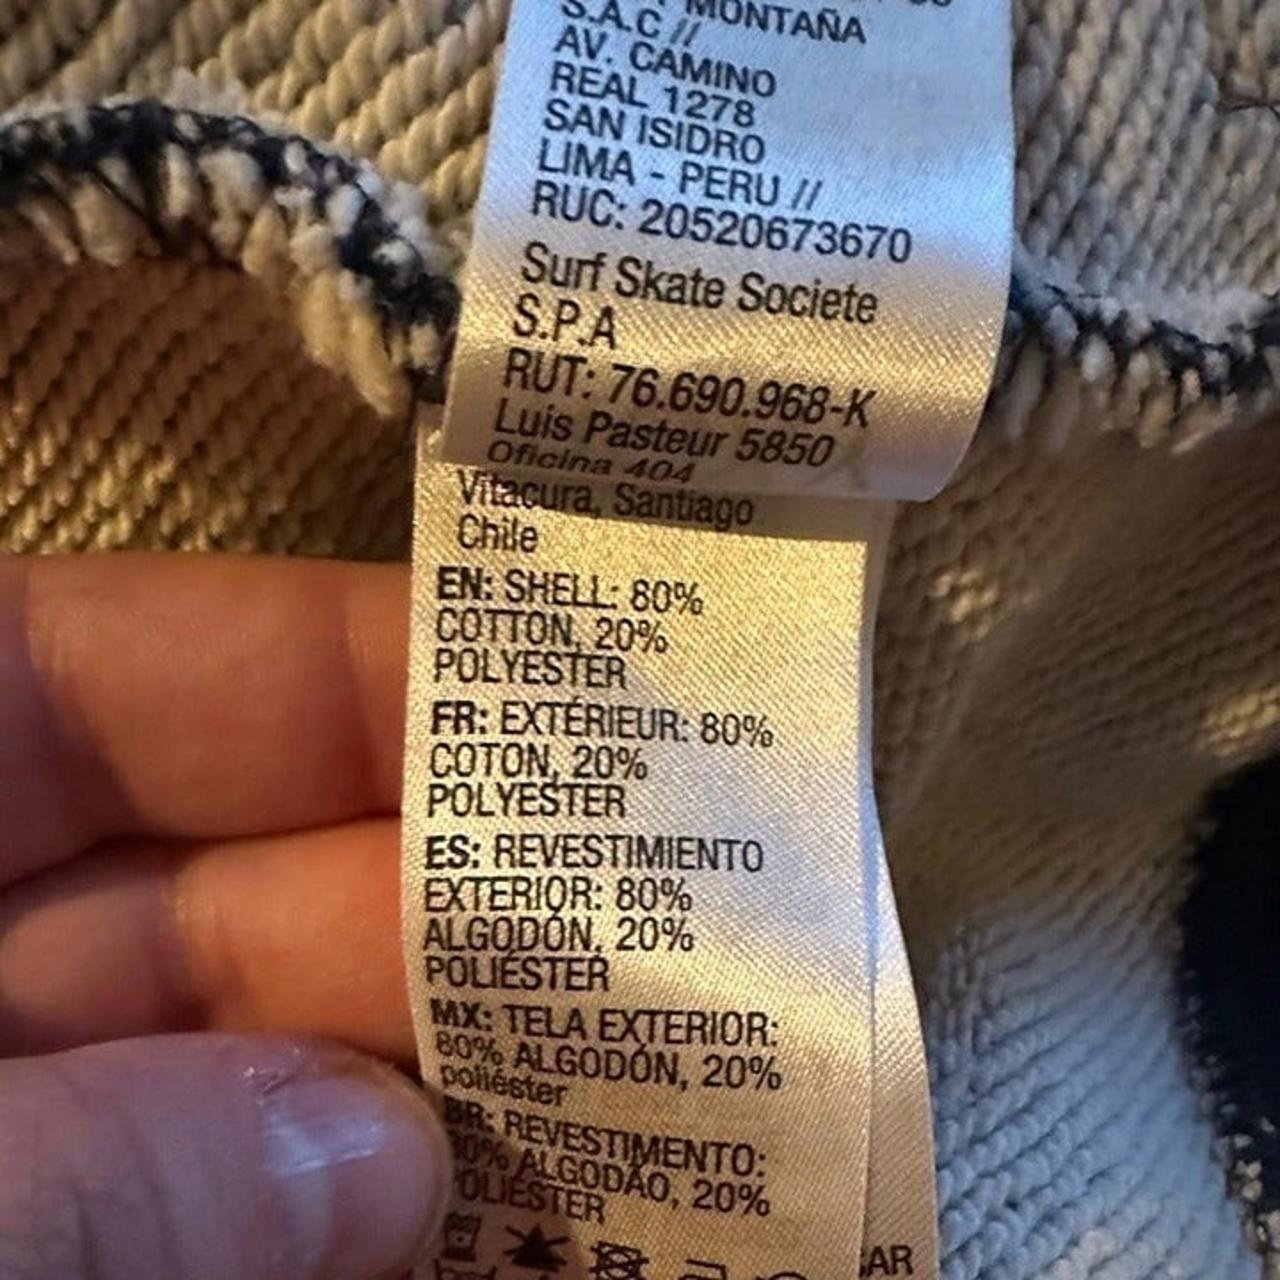 MONTAÑA
S.A.C //
AV. CAMINO
REAL 1278
SAN ISIDRO
LIMA - PERU //
RUC: 20520673670
Surf Skate Societe
S.P.A
RUT: 76.690.968-K
Luis Pasteur 5850
Oficina 404
Vitacura, Santiago
Chile
EN: SHELL: 80%
COTTON, 20%
POLYESTER
FR: EXTÉRIEUR: 80%
COTON, 20%
POLYESTER
ES: REVESTIMIENTO
EXTERIOR: 80%
ALGODÓN, 20%
POLIÉSTER
MX: TELA EXTERIOR:
80% ALGODÓN, 20%
poliéster
BR: REVESTIMENTO:
80% ALGODÃO, 20%
POLIÉSTER